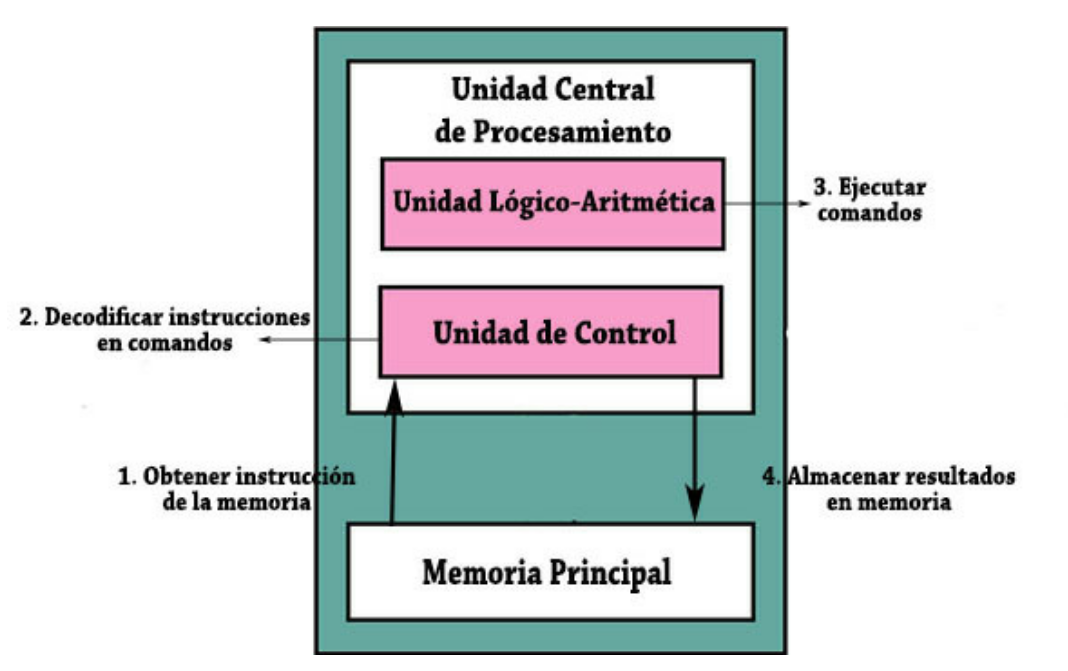 Unidad Central
de Procesamiento
Unidad Lógico-Aritmética
3. Ejecutar
comandos
2. Decodificar instrucciones
en comandos
Unidad de Control
1. Obtener instrucción
de la memoria
4. Almacenar resultados
en memoria
Memoria Principal